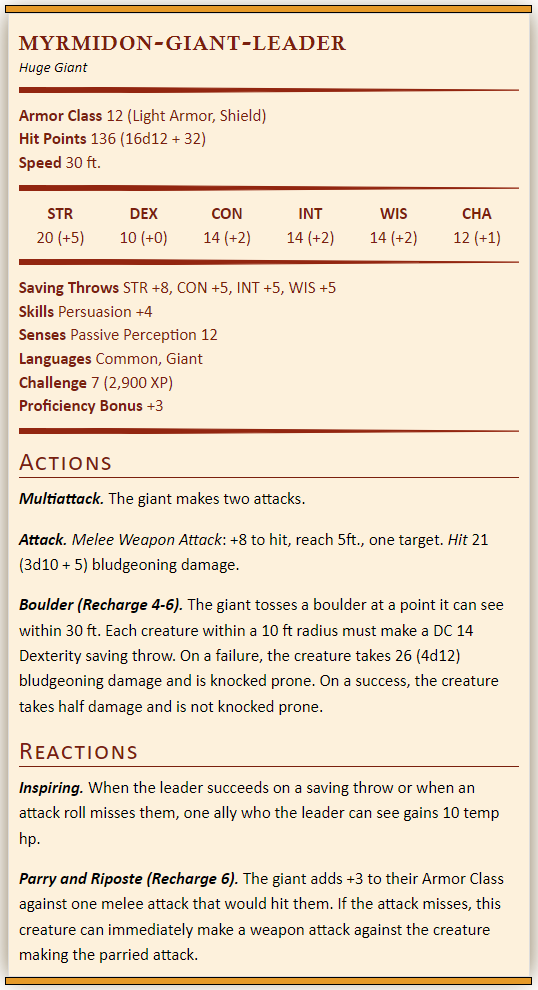 MYRMIDON-GIANT-LEADER
Huge Giant
Armor Class 12 (Light Armor, Shield)
Hit Points 136 (16d12 + 32)
Speed 30 ft.
STR DEX CON INT WIS CHA
20 (+5) 10 (+0) 14 (+2) 14 (+2) 14 (+2) 12 (+1)
Saving Throws STR +8, CON +5, INT +5, WIS +5
Skills Persuasion +4
Senses Passive Perception 12
Languages Common, Giant
Challenge 7 (2,900 XP)
Proficiency Bonus +3
Actions
Multiattack. The giant makes two attacks.
Attack. Melee Weapon Attack: +8 to hit, reach 5ft., one target. Hit 21
(3d10 + 5) bludgeoning damage.
Boulder (Recharge 4-6). The giant tosses a boulder at a point it can see
within 30 ft. Each creature within a 10 ft radius must make a DC 14
Dexterity saving throw. On a failure, the creature takes 26 (4d12)
bludgeoning damage and is knocked prone. On a success, the creature
takes half damage and is not knocked prone.
Reactions
Inspiring. When the leader succeeds on a saving throw or when an
attack roll misses them, one ally who the leader can see gains 10 temp
hp.
Parry and Riposte (Recharge 6). The giant adds +3 to their Armor Class
against one melee attack that would hit them. If the attack misses, this
creature can immediately make a weapon attack against the creature
making the parried attack.